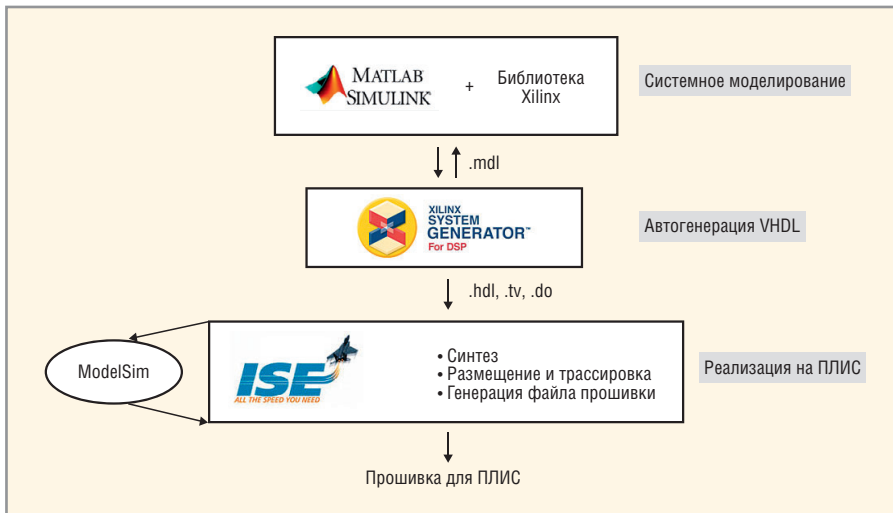 MATLAB
SIMULINK®
+
Библиотека
Xilinx
Системное моделирование
.mdl
XILINX
SYSTEM
GENERATOR™
For DSP
Автогенерация VHDL
.hdl, .tv, .do
ModelSim
ISE
ALL THE SPEED YOU NEED
• Синтез
• Размещение и трассировка
• Генерация файла прошивки
Реализация на ПЛИС
Прошивка для ПЛИС